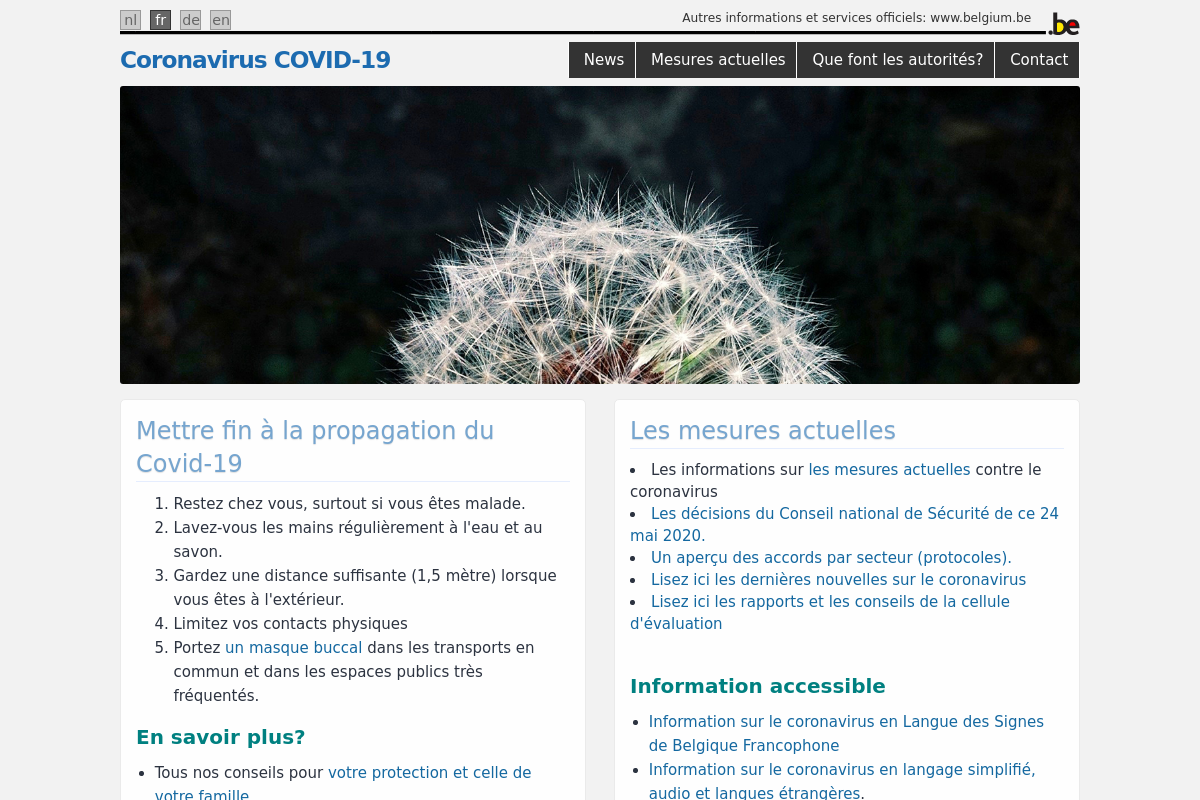 nl fr de en
Autres informations et services officiels: www.belgium.be
.be
Coronavirus COVID-19
News Mesures actuelles Que font les autorités? Contact
Mettre fin à la propagation du
Covid-19
1. Restez chez vous, surtout si vous êtes malade.
2. Lavez-vous les mains régulièrement à l'eau et au
savon.
3. Gardez une distance suffisante (1,5 mètre) lorsque
vous êtes à l'extérieur.
4. Limitez vos contacts physiques
5. Portez un masque buccal dans les transports en
commun et dans les espaces publics très
fréquentés.
En savoir plus?
• Tous nos conseils pour votre protection et celle de
votre famille
Les mesures actuelles
• Les informations sur les mesures actuelles contre le
coronavirus
• Les décisions du Conseil national de Sécurité de ce 24
mai 2020.
• Un aperçu des accords par secteur (protocoles).
• Lisez ici les dernières nouvelles sur le coronavirus
• Lisez ici les rapports et les conseils de la cellule
d'évaluation
Information accessible
• Information sur le coronavirus en Langue des Signes
de Belgique Francophone
• Information sur le coronavirus en langage simplifié,
audio et langues étrangères.